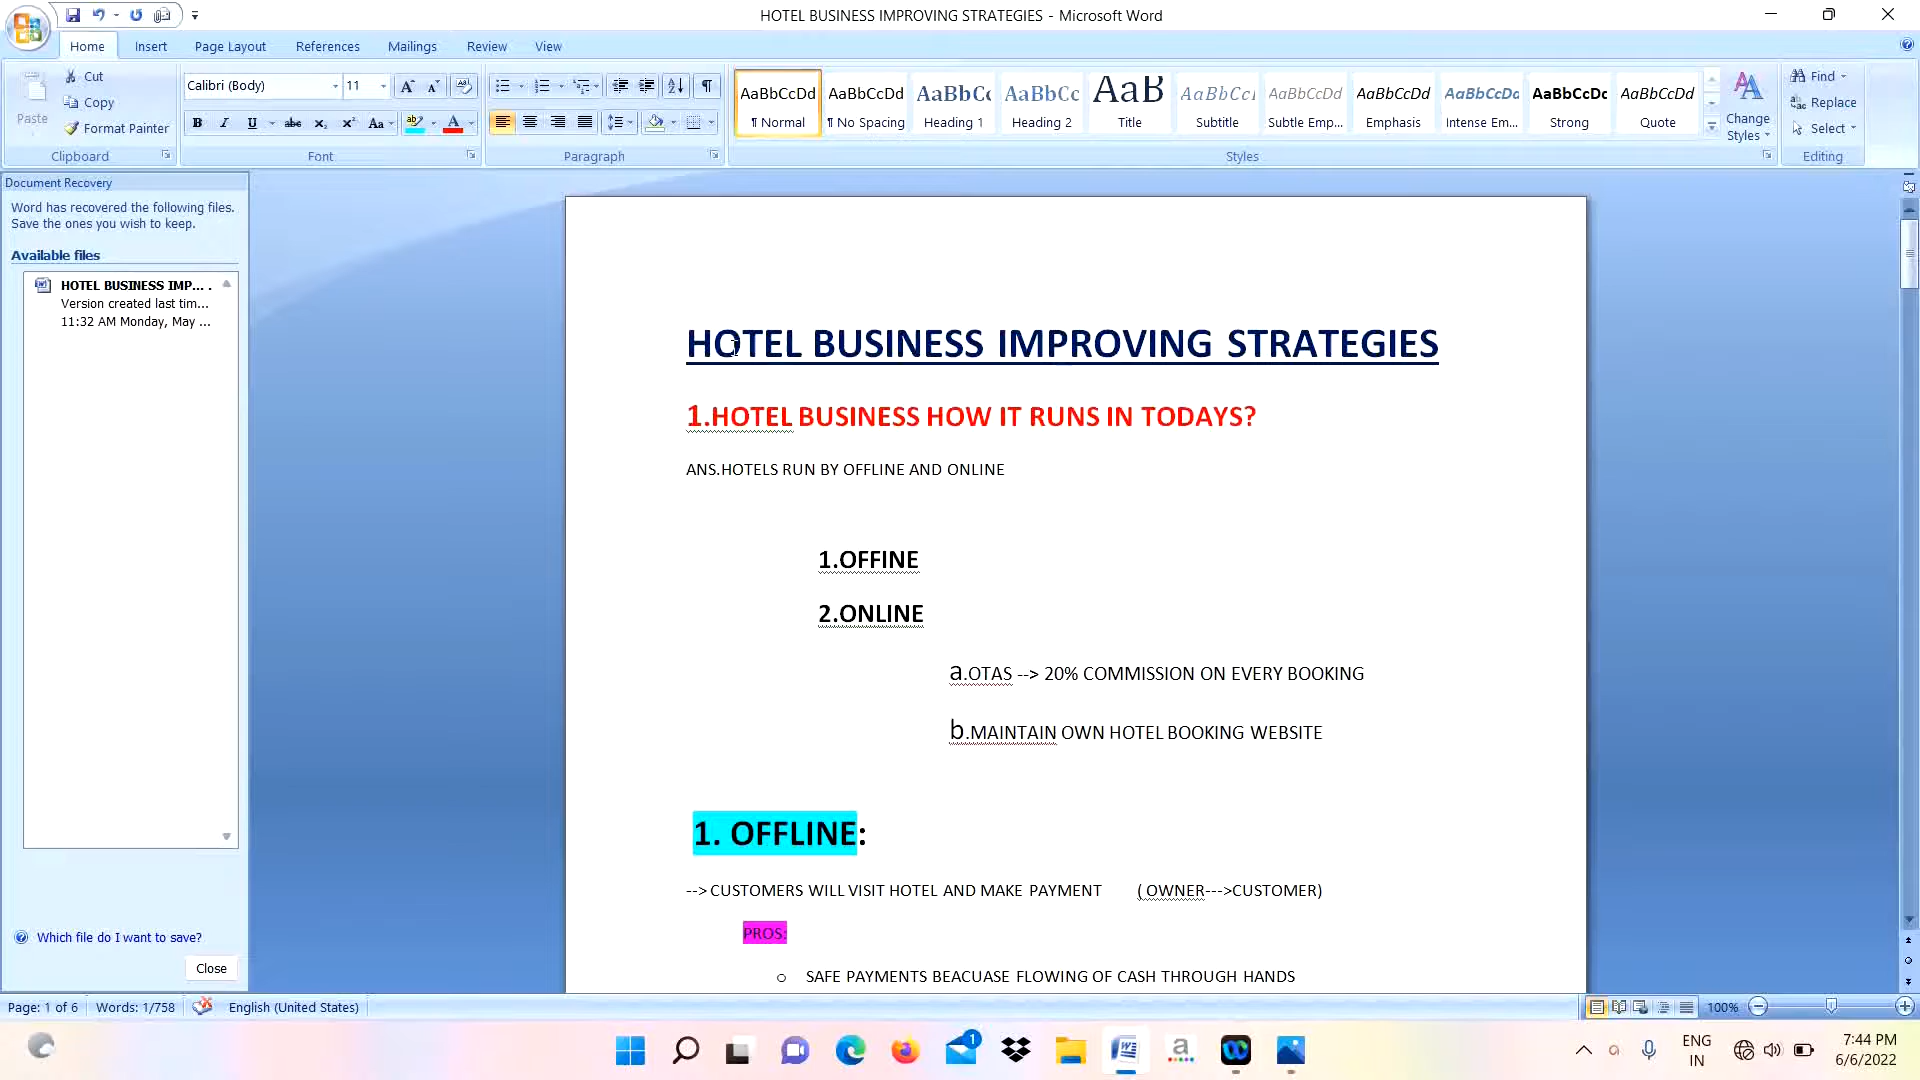 HOTEL BUSINESS IMPROVING STRATEGIES - Microsoft Word
Home Insert Page Layout References Mailings Review View
Paste
Cut
Copy
Format Painter
Clipboard
Calibri (Body) 11
Font
Paragraph
AaBbCcDd AaBbCcDd AaBbCc AaBbCc AaB AaBbCcI AaBbCcDd AaBbCcDd AaBbCcDd AaBbCcDc AaBbCcDd
¶ Normal ¶ No Spacing Heading 1 Heading 2 Title Subtitle Subtle Emp... Emphasis Intense Em... Strong Quote
Styles
Change Styles
Find
Replace
Select
Editing
Document Recovery
Word has recovered the following files.
Save the ones you wish to keep.
Available files
HOTEL BUSINESS IMP... .
Version created last tim...
11:32 AM Monday, May ...
Which file do I want to save?
Close
HOTEL BUSINESS IMPROVING STRATEGIES
1.HOTEL BUSINESS HOW IT RUNS IN TODAYS?
ANS.HOTELS RUN BY OFFLINE AND ONLINE
1.OFFINE
2.ONLINE
a.OTAS --> 20% COMMISSION ON EVERY BOOKING
b.MAINTAIN OWN HOTEL BOOKING WEBSITE
1. OFFLINE:
--> CUSTOMERS WILL VISIT HOTEL AND MAKE PAYMENT ( OWNER--->CUSTOMER)
PROS:
o SAFE PAYMENTS BEACUASE FLOWING OF CASH THROUGH HANDS
Page: 1 of 6 Words: 1/758 English (United States) 100%
1
ENG
IN
7:44 PM
6/6/2022